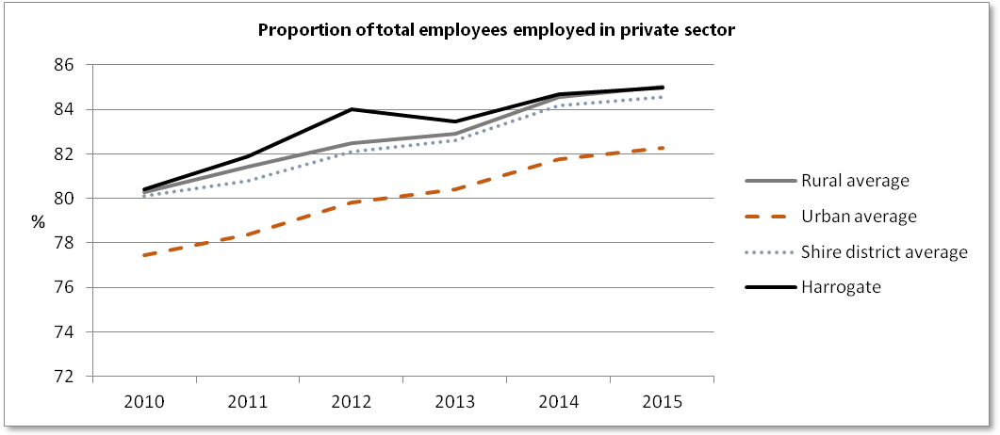 Proportion of total employees employed in private sector
86
84
82
80
78
76
74
72
%
2010 2011 2012 2013 2014 2015
Rural average
Urban average
Shire district average
Harrogate